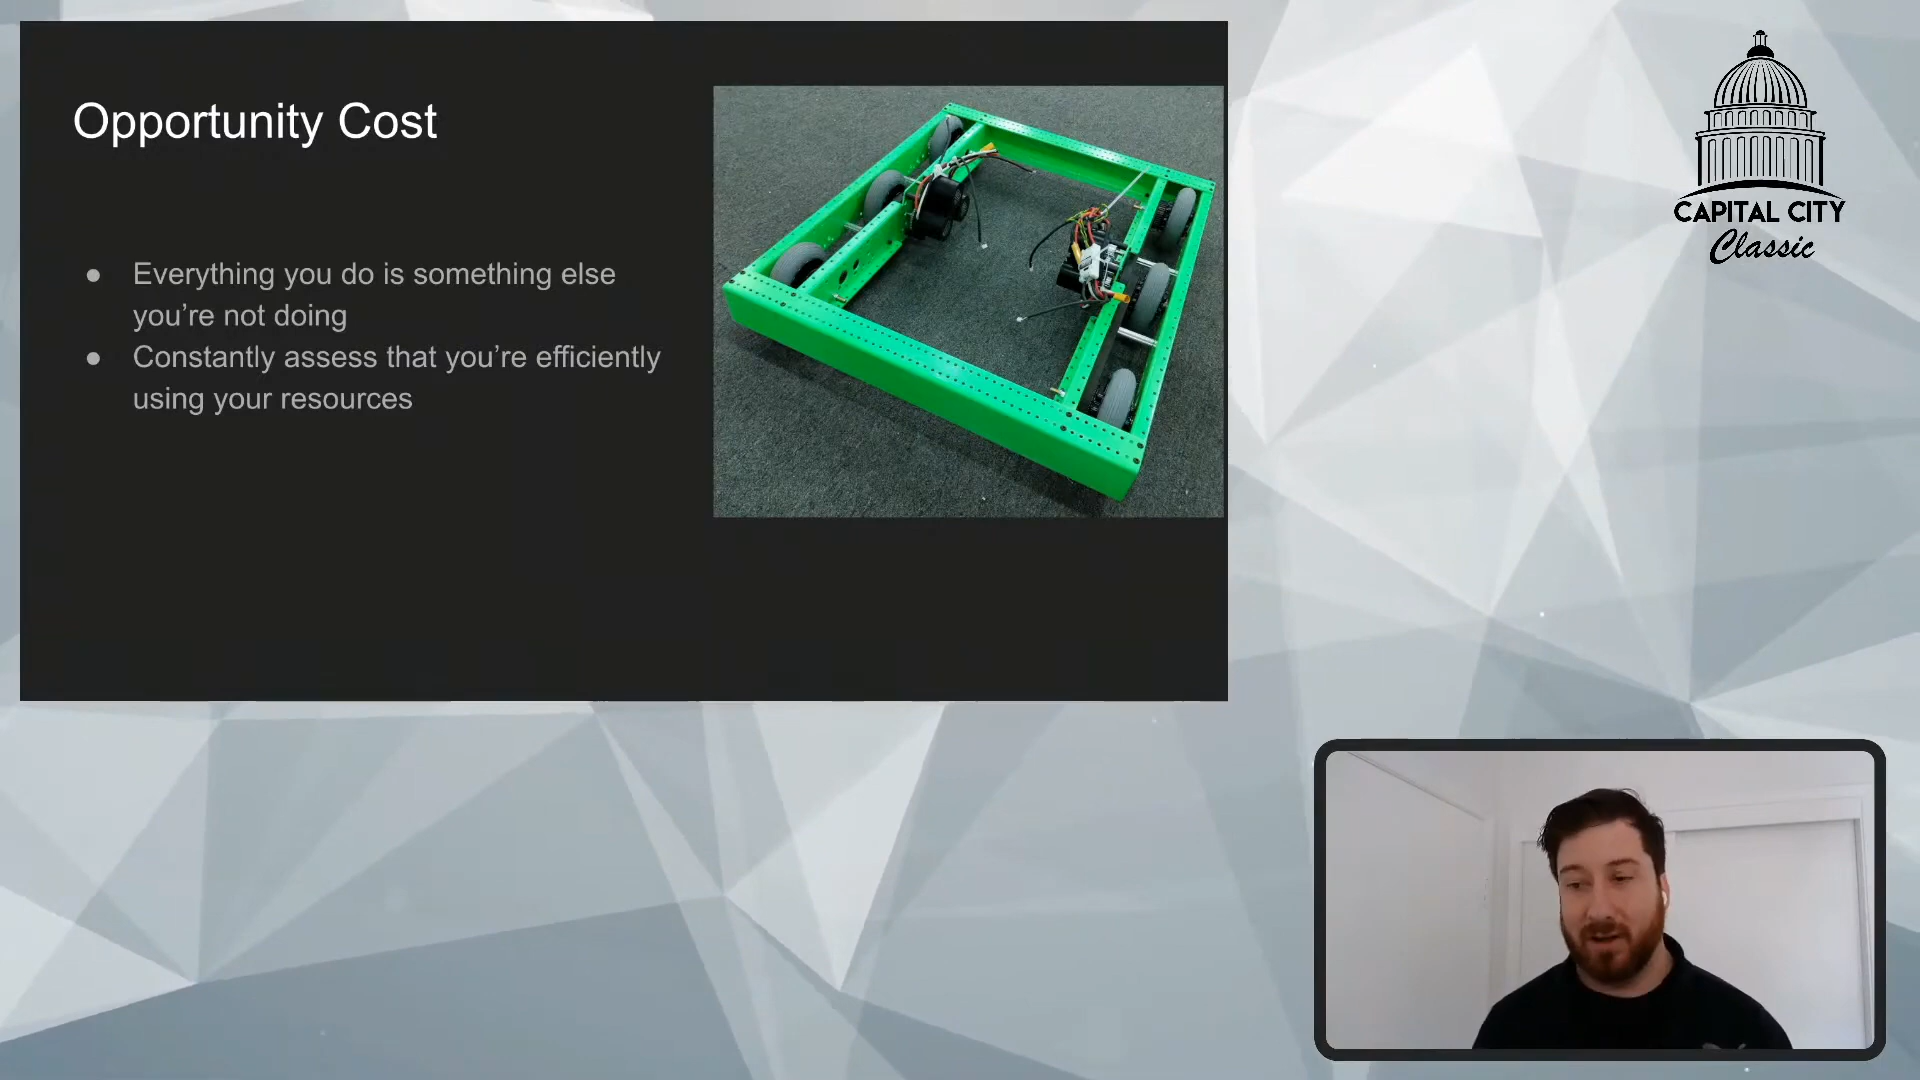 Opportunity Cost
● Everything you do is something else
you’re not doing
● Constantly assess that you’re efficiently
using your resources
CAPITAL CITY
Classic